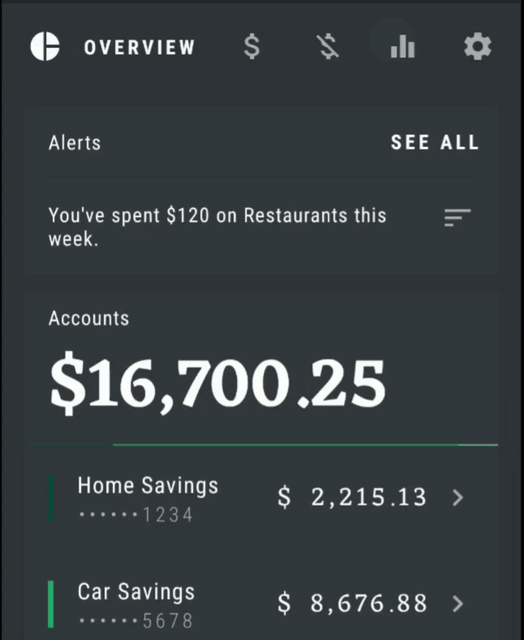 OVERVIEW
Alerts
SEE ALL
You've spent $120 on Restaurants this
week.
Accounts
$16,700.25
Home Savings
$ 2,215.13
••••••1234
Car Savings
$ 8,676.88
••••••5678